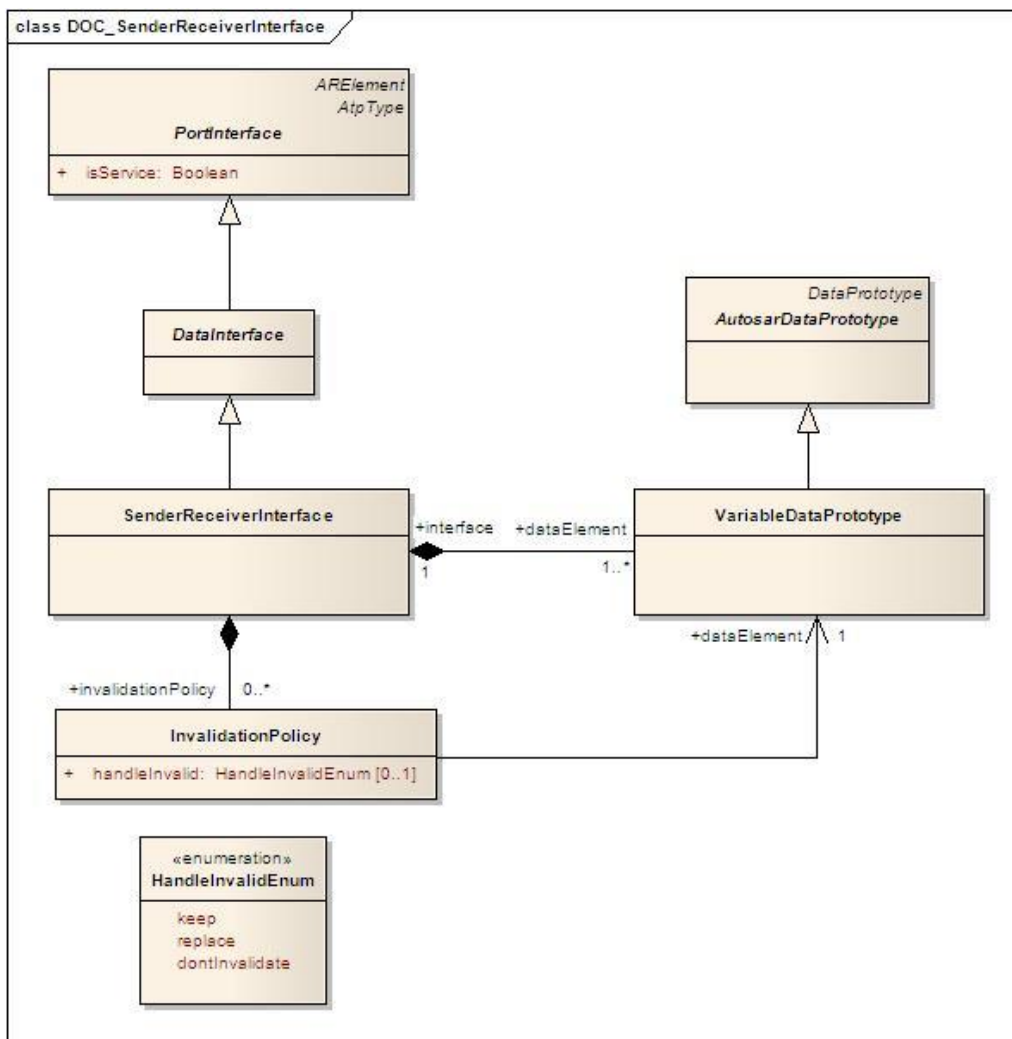 class DOC_SenderReceiverInterface
ARElement
AtpType
PortInterface
+ isService: Boolean
DataInterface
DataPrototype
AutosarDataPrototype
SenderReceiverInterface
+interface
1
+dataElement
1..*
VariableDataPrototype
+dataElement
1
+invalidationPolicy
0..*
InvalidationPolicy
+ handleInvalid: HandleInvalidEnum [0..1]
«enumeration»
HandleInvalidEnum
keep
replace
dontInvalidate